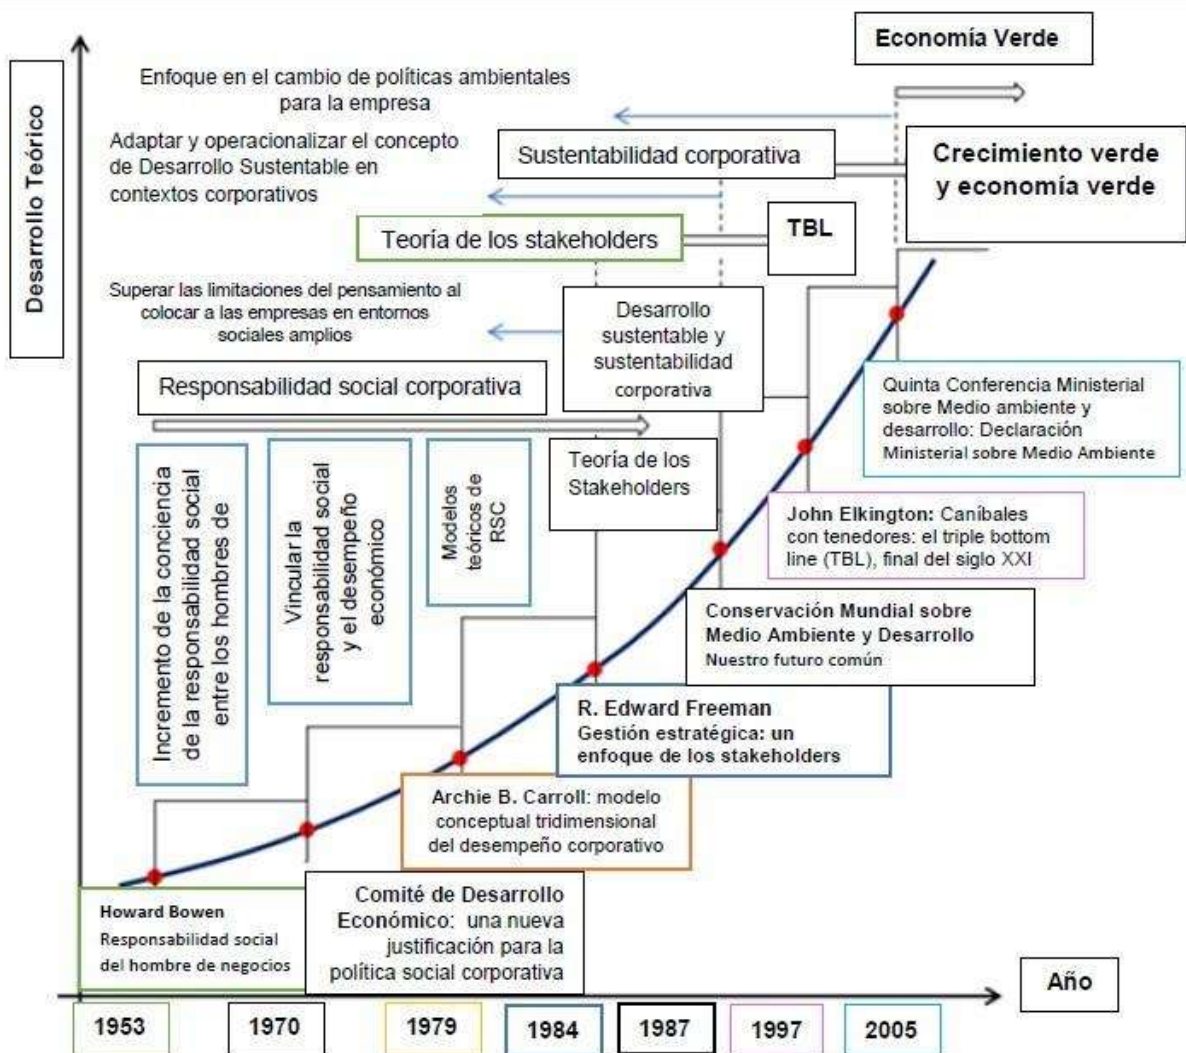 Economía Verde
Desarrollo Teórico
Enfoque en el cambio de políticas ambientales
para la empresa
Adaptar y operacionalizar el concepto
de Desarrollo Sustentable en
contextos corporativos
Sustentabilidad corporativa
Crecimiento verde
y economía verde
Teoría de los stakeholders
TBL
Superar las limitaciones del pensamiento al
colocar a las empresas en entornos
sociales amplios
Desarrollo
sustentable y
sustentabilidad
corporativa
Responsabilidad social corporativa
Incremento de la conciencia
de la responsabilidad social
entre los hombres de
Vincular la
responsabilidad social
y el desempeño
económico
Modelos
teóricos de
RSC
Teoría de los
Stakeholders
Quinta Conferencia Ministerial
sobre Medio ambiente y
desarrollo: Declaración
Ministerial sobre Medio Ambiente
John Elkington: Caníbales
con tenedores: el triple bottom
line (TBL), final del siglo XXI
Conservación Mundial sobre
Medio Ambiente y Desarrollo
Nuestro futuro común
R. Edward Freeman
Gestión estratégica: un
enfoque de los stakeholders
Archie B. Carroll: modelo
conceptual tridimensional
del desempeño corporativo
Comité de Desarrollo
Económico: una nueva
justificación para la
política social corporativa
Howard Bowen
Responsabilidad social
del hombre de negocios
Año
1953
1970
1979
1984
1987
1997
2005